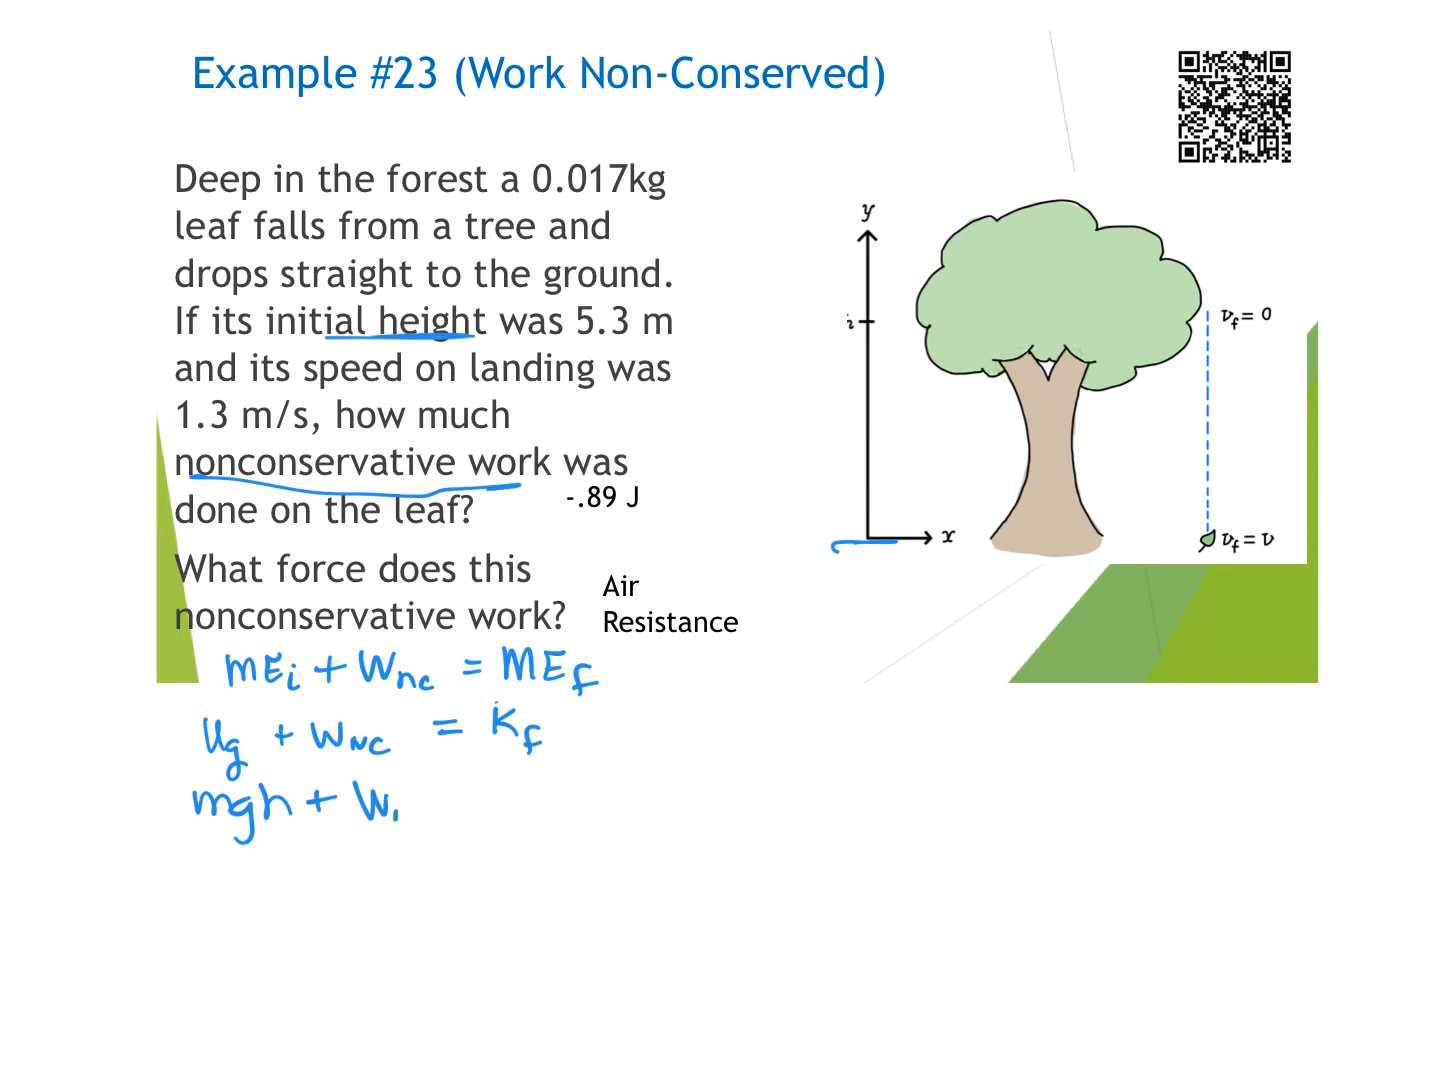 Example #23 (Work Non-Conserved)
Deep in the forest a 0.017kg
leaf falls from a tree and
drops straight to the ground.
If its initial height was 5.3 m
and its speed on landing was
1.3 m/s, how much
nonconservative work was
done on the leaf?
-.89 J
What force does this
nonconservative work?
Air
Resistance
mEi + Wnc = MEf
Ug + WNC = Kf
mgh + W
y
vf = 0
x
vf = v